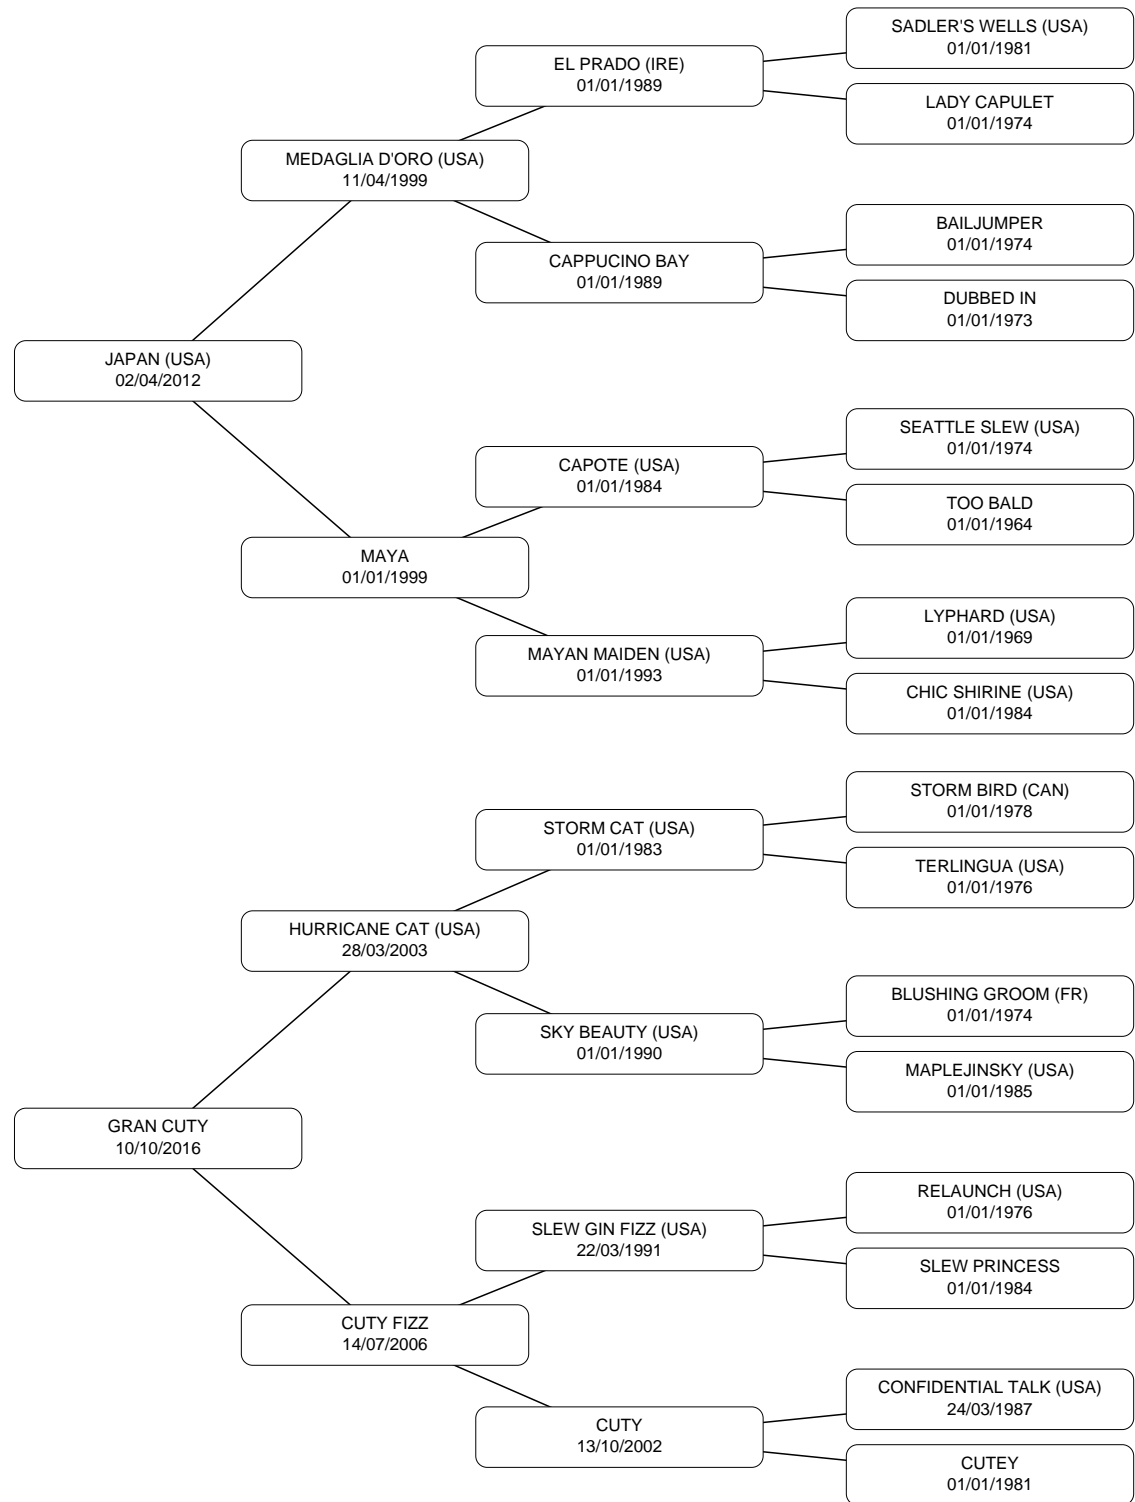 SADLER'S WELLS (USA)
01/01/1981
EL PRADO (IRE)
01/01/1989
LADY CAPULET
01/01/1974
MEDAGLIA D'ORO (USA)
11/04/1999
BAILJUMPER
01/01/1974
CAPPUCINO BAY
01/01/1989
DUBBED IN
01/01/1973
JAPAN (USA)
02/04/2012
SEATTLE SLEW (USA)
01/01/1974
CAPOTE (USA)
01/01/1984
TOO BALD
01/01/1964
MAYA
01/01/1999
LYPHARD (USA)
01/01/1969
MAYAN MAIDEN (USA)
01/01/1993
CHIC SHIRINE (USA)
01/01/1984
STORM BIRD (CAN)
01/01/1978
STORM CAT (USA)
01/01/1983
TERLINGUA (USA)
01/01/1976
HURRICANE CAT (USA)
28/03/2003
BLUSHING GROOM (FR)
01/01/1974
SKY BEAUTY (USA)
01/01/1990
MAPLEJINSKY (USA)
01/01/1985
GRAN CUTY
10/10/2016
RELAUNCH (USA)
01/01/1976
SLEW GIN FIZZ (USA)
22/03/1991
SLEW PRINCESS
01/01/1984
CUTY FIZZ
14/07/2006
CONFIDENTIAL TALK (USA)
24/03/1987
CUTY
13/10/2002
CUTEY
01/01/1981